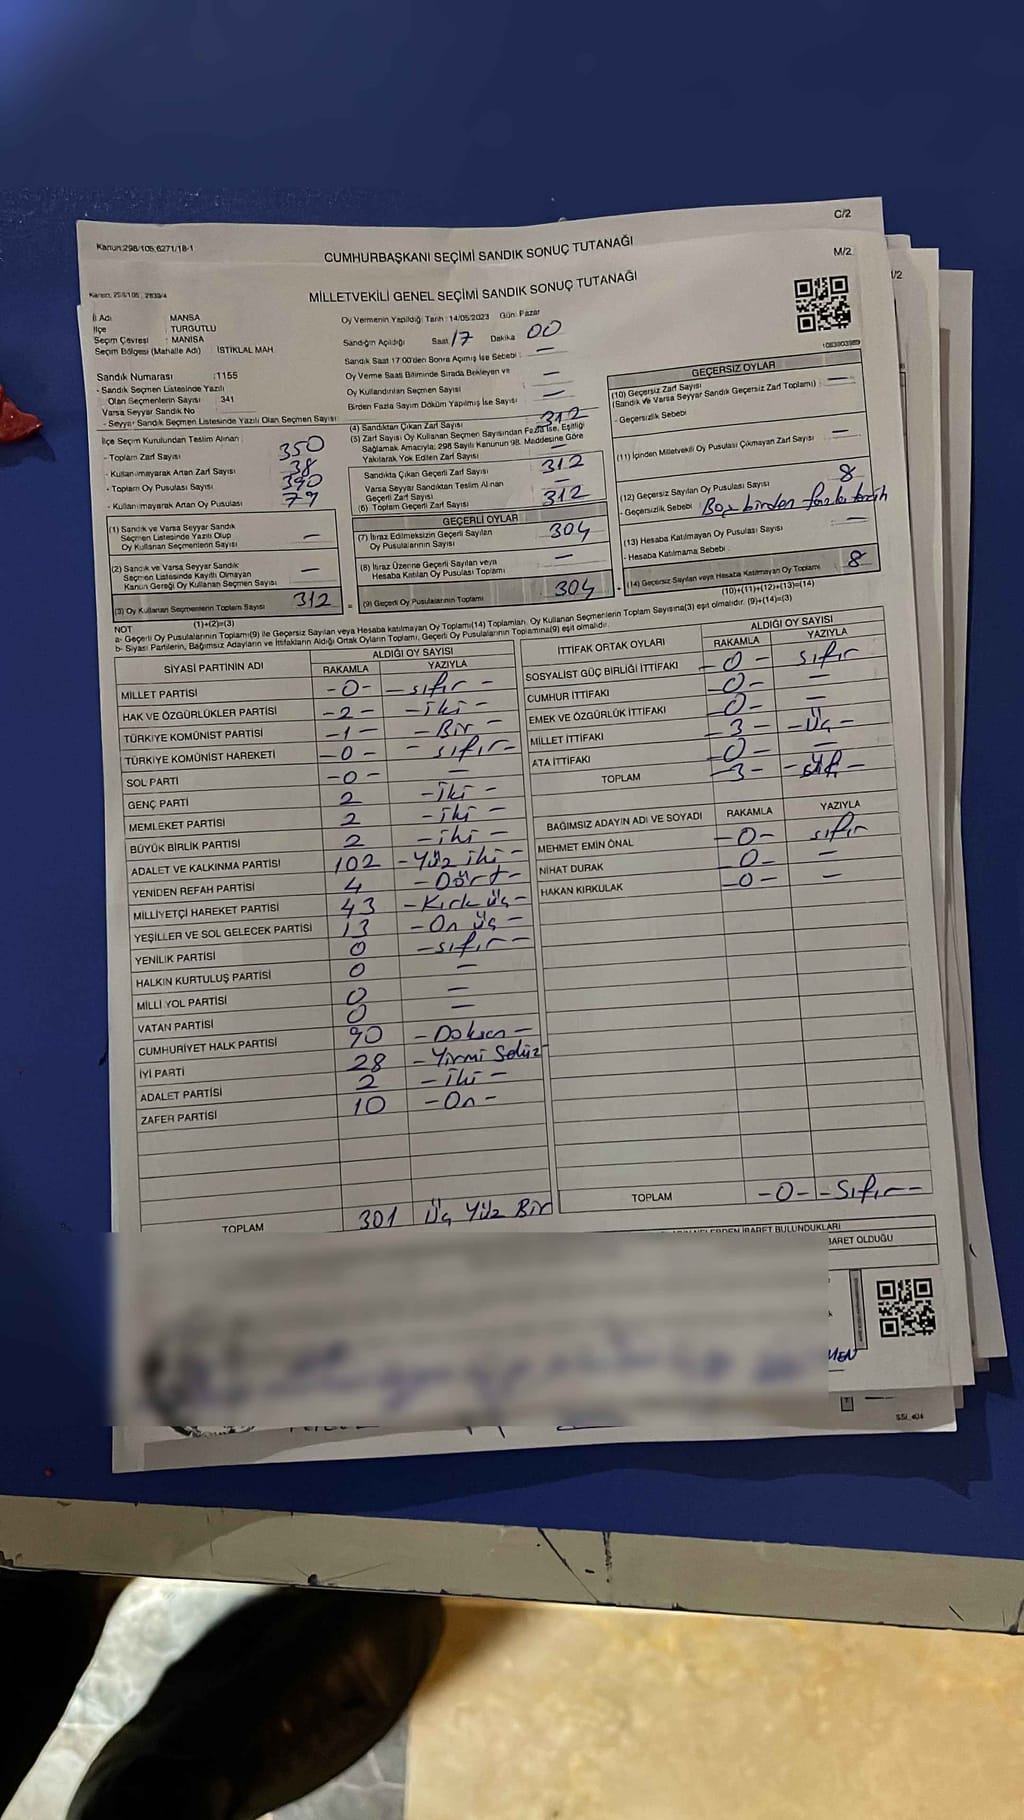 C/2
Kanun:298/105,6271/18-1
CUMHURBAŞKANI SEÇİMİ SANDIK SONUÇ TUTANAĞI
M/2
Kanun: 298/105, 2839/4
MİLLETVEKİLİ GENEL SEÇİMİ SANDIK SONUÇ TUTANAĞI
1/2
İl Adı MANİSA
İlçe TURGUTLU
Seçim Çevresi : MANİSA
Seçim Bölgesi (Mahalle Adı) : İSTİKLAL MAH
Sandık Numarası :1155
- Sandık Seçmen Listesinde Yazılı
Olan Seçmenlerin Sayısı 341
Varsa Seyyar Sandık No
- Seyyar Sandık Seçmen Listesinde Yazılı Olan Seçmen Sayısı
Oy Vermenin Yapıldığı Tarih :14/05/2023 Gün: Pazar
Sandığın Açıldığı Saat 17 Dakika 00
Sandık Saat 17:00'den Sonra Açılmış İse Sebebi : —
Oy Verme Saati Bitiminde Sırada Bekleyen ve —
Oy Kullandırılan Seçmen Sayısı —
Birden Fazla Sayım Döküm Yapılmış İse Sayısı
İlçe Seçim Kurulundan Teslim Alınan
- Toplam Zarf Sayısı 350
- Kullanılmayarak Artan Zarf Sayısı 38
- Toplam Oy Pusulası Sayısı 390
- Kullanılmayarak Artan Oy Pusulası 79
(1) Sandık ve Varsa Seyyar Sandık
Seçmen Listesinde Yazılı Olup
Oy Kullanan Seçmenlerin Sayısı —
(2) Sandık ve Varsa Seyyar Sandık
Seçmen Listesinde Kayıtlı Olmayan
Kanun Gereği Oy Kullanan Seçmen Sayısı —
(3) Oy Kullanan Seçmenlerin Toplam Sayısı 312
(1)+(2)=(3)
(4) Sandıktan Çıkan Zarf Sayısı 312
(5) Zarf Sayısı Oy Kullanan Seçmen Sayısından Fazla İse, Eşitliği
Sağlamak Amacıyla; 298 Sayılı Kanunun 98. Maddesine Göre
Yakılarak Yok Edilen Zarf Sayısı —
Sandıkta Çıkan Geçerli Zarf Sayısı 312
Varsa Seyyar Sandıktan Teslim Alınan
Geçerli Zarf Sayısı —
(6) Toplam Geçerli Zarf Sayısı 312
GEÇERLİ OYLAR
(7) İtiraz Edilmeksizin Geçerli Sayılan
Oy Pusulalarının Sayısı 304
(8) İtiraz Üzerine Geçerli Sayılan veya
Hesaba Katılan Oy Pusulası Toplamı —
= (9) Geçerli Oy Pusulalarının Toplamı 304 +
1083803989
GEÇERSİZ OYLAR
(10) Geçersiz Zarf Sayısı
(Sandık ve Varsa Seyyar Sandık Geçersiz Zarf Toplamı) —
- Geçersizlik Sebebi
(11) İçinden Milletvekili Oy Pusulası Çıkmayan Zarf Sayısı —
(12) Geçersiz Sayılan Oy Pusulası Sayısı 8
- Geçersizlik Sebebi Boş birden fazla tercih
(13) Hesaba Katılmayan Oy Pusulası Sayısı —
- Hesaba Katılmama Sebebi
(14) Geçersiz Sayılan veya Hesaba Katılmayan Oy Toplamı 8
(10)+(11)+(12)+(13)=(14)
NOT
a- Geçerli Oy Pusulalarının Toplamı(9) ile Geçersiz Sayılan veya Hesaba katılmayan Oy Toplamı(14) Toplamları, Oy Kullanan Seçmenlerin Toplam Sayısına(3) eşit olmalıdır. (9)+(14)=(3)
b- Siyasi Partilerin, Bağımsız Adayların ve İttifakların Aldığı Ortak Oyların Toplamı, Geçerli Oy Pusulalarının Toplamına(9) eşit olmalıdır.
SİYASİ PARTİNİN ADI ALDIĞI OY SAYISI
RAKAMLA YAZIYLA
MİLLET PARTİSİ -0- - sıfır -
HAK VE ÖZGÜRLÜKLER PARTİSİ -2- - iki -
TÜRKİYE KOMÜNİST PARTİSİ -1- - Bir -
TÜRKİYE KOMÜNİST HAREKETİ -0- - sıfır -
SOL PARTİ -0- —
GENÇ PARTİ 2 - iki -
MEMLEKET PARTİSİ 2 - iki -
BÜYÜK BİRLİK PARTİSİ 2 - iki -
ADALET VE KALKINMA PARTİSİ 102 - Yüz iki -
YENİDEN REFAH PARTİSİ 4 - Dört -
MİLLİYETÇİ HAREKET PARTİSİ 43 - Kırk üç -
YEŞİLLER VE SOL GELECEK PARTİSİ 13 - On üç -
YENİLİK PARTİSİ 0 - sıfır -
HALKIN KURTULUŞ PARTİSİ 0 —
MİLLİ YOL PARTİSİ 0 —
VATAN PARTİSİ 0 —
CUMHURİYET HALK PARTİSİ 90 - Doksan -
İYİ PARTİ 28 - Yirmi Sekiz
ADALET PARTİSİ 2 - iki -
ZAFER PARTİSİ 10 - On -
TOPLAM 301 Üç Yüz Bir
İTTİFAK ORTAK OYLARI ALDIĞI OY SAYISI
RAKAMLA YAZIYLA
SOSYALİST GÜÇ BİRLİĞİ İTTİFAKI -0- sıfır
CUMHUR İTTİFAKI -0- —
EMEK VE ÖZGÜRLÜK İTTİFAKI -0- —
MİLLET İTTİFAKI -3- - Üç -
ATA İTTİFAKI -0- —
TOPLAM -3-
BAĞIMSIZ ADAYIN ADI VE SOYADI RAKAMLA YAZIYLA
MEHMET EMİN ÖNAL -0- sıfır
NİHAT DURAK -0- —
HAKAN KIRKULAK -0- —
TOPLAM -0- - Sıfır -
BULUNDUKLARI
BARET OLDUĞU
MEN
SSİ_404